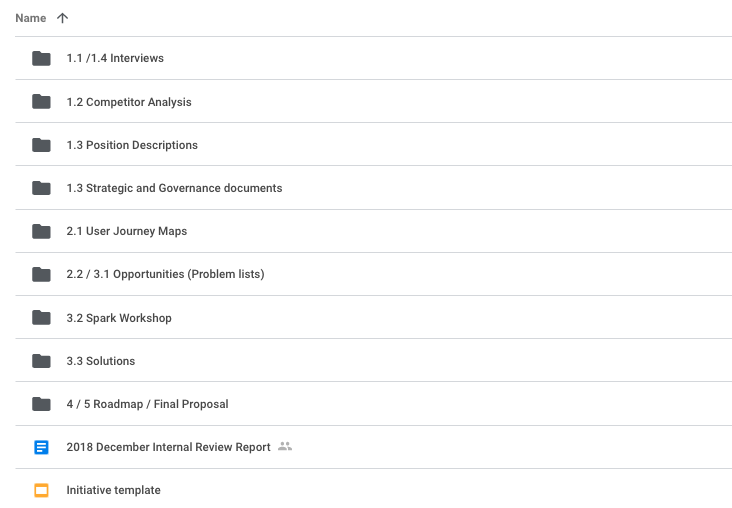 Name
1.1 /1.4 Interviews
1.2 Competitor Analysis
1.3 Position Descriptions
1.3 Strategic and Governance documents
2.1 User Journey Maps
2.2 / 3.1 Opportunities (Problem lists)
3.2 Spark Workshop
3.3 Solutions
4 / 5 Roadmap / Final Proposal
2018 December Internal Review Report
Initiative template